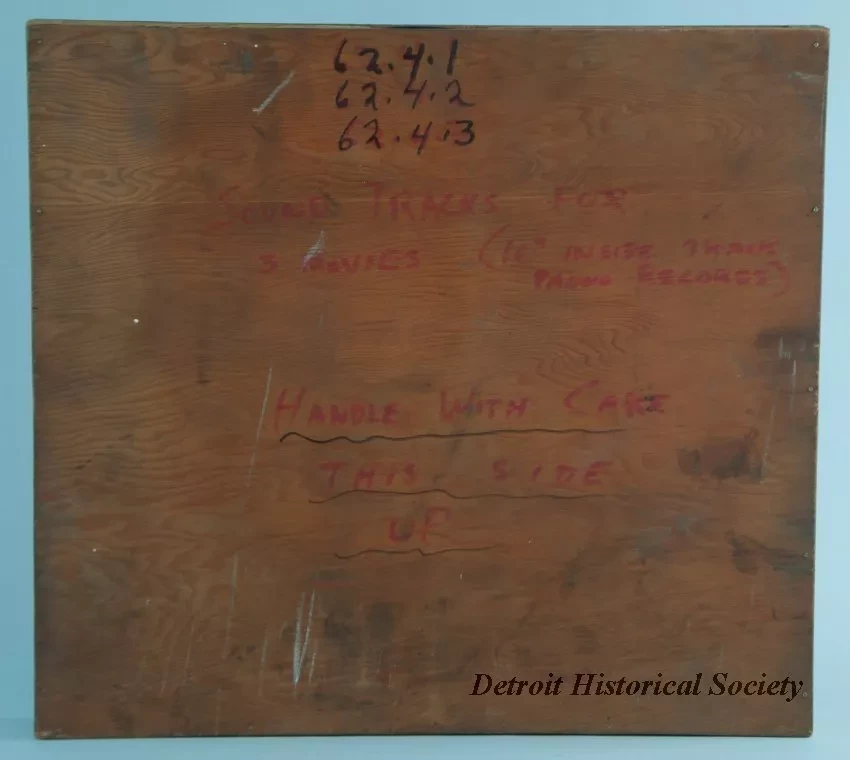 62.4.1
62.4.2
62.4.3
SOUND TRACKS FOR
3 MOVIES (16" INSIDE TRACK
RECORDS)
HANDLE WITH CARE
THIS SIDE
UP
Detroit Historical Society